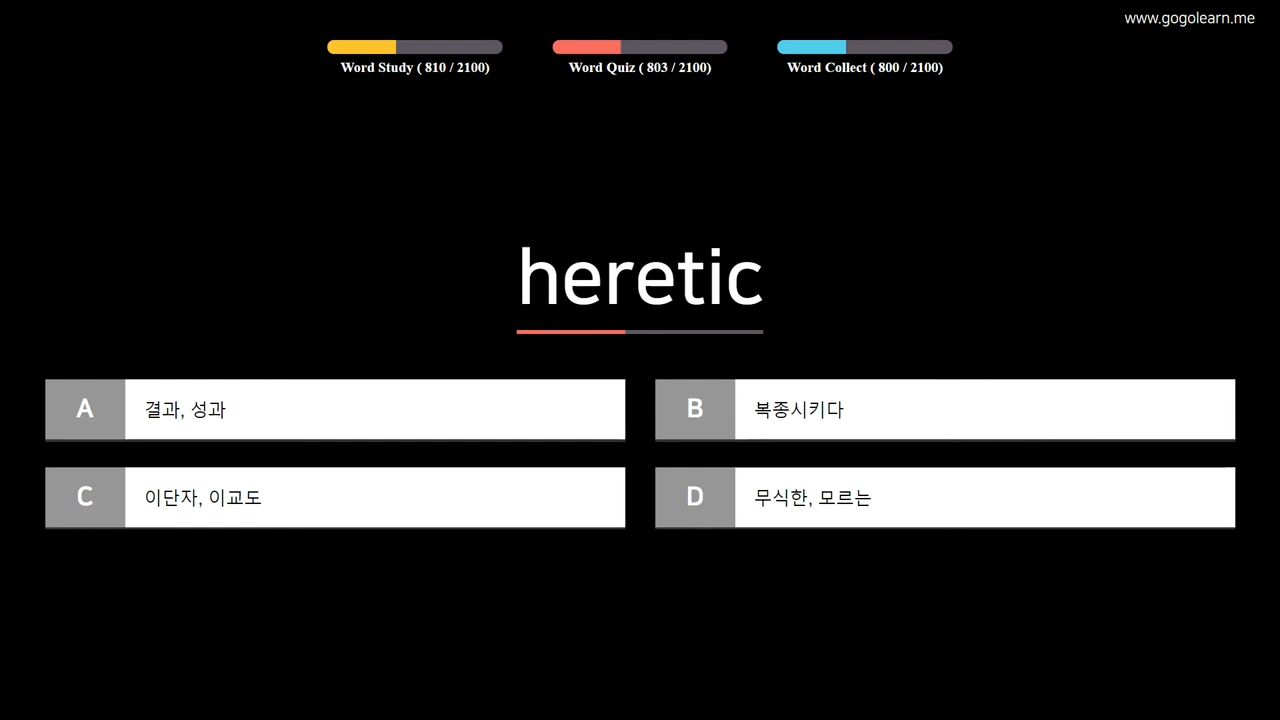 www.gogolearn.me
Word Study ( 810 / 2100)
Word Quiz ( 803 / 2100)
Word Collect ( 800 / 2100)
heretic
A 결과, 성과
B 복종시키다
C 이단자, 이교도
D 무식한, 모르는